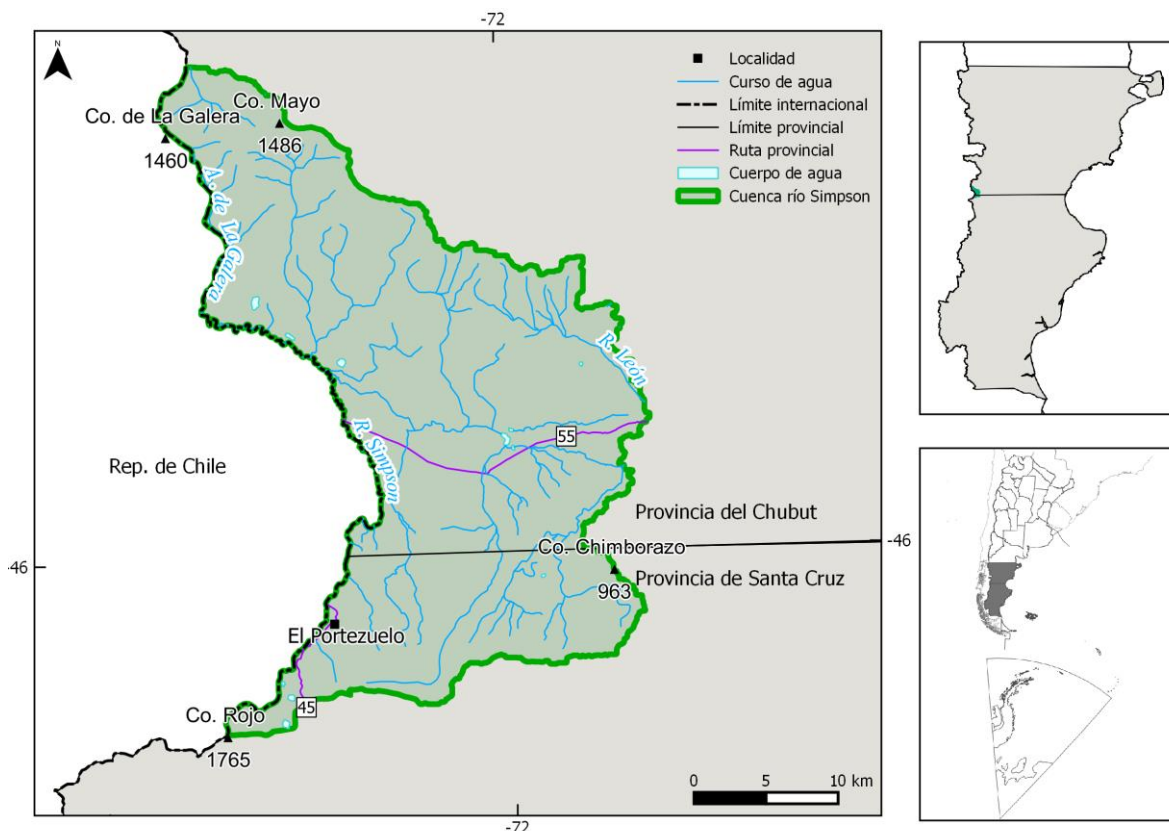 -72
N
Localidad
Curso de agua
Límite internacional
Límite provincial
Ruta provincial
Cuerpo de agua
Cuenca río Simpson
Co. Mayo
1486
Co. de La Galera
1460
A. de La Galera
R. León
55
R. Simpson
Rep. de Chile
Provincia del Chubut
-46
Co. Chimborazo
-46
Provincia de Santa Cruz
963
El Portezuelo
45
Co. Rojo
1765
0 5 10 km
-72